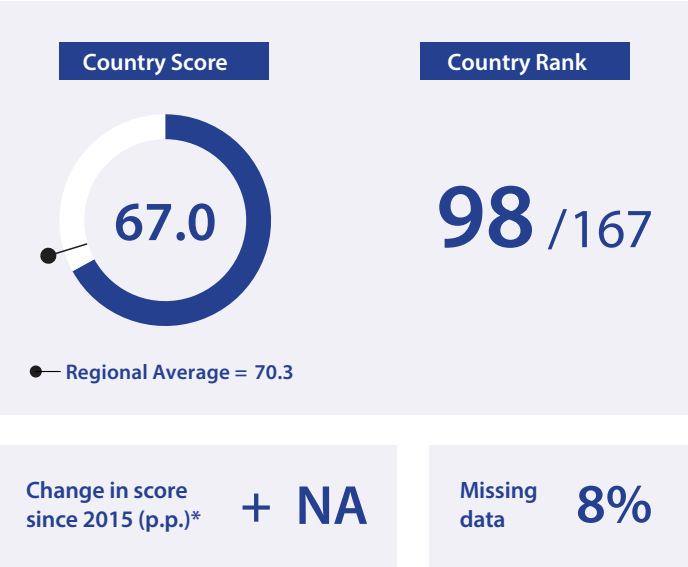 Country Score
Country Rank
67.0
98 /167
Regional Average = 70.3
Change in score
since 2015 (p.p.)*
+ NA
Missing
data
8%